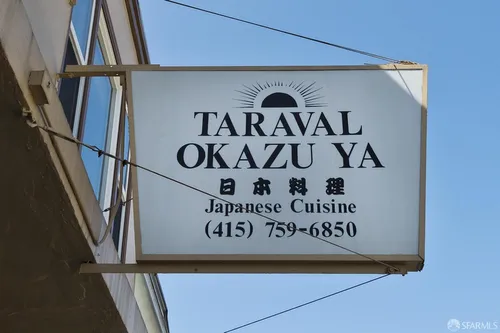 TARAVAL
OKAZU YA
日本料理
Japanese Cuisine
(415) 759-6850
SFARMLS